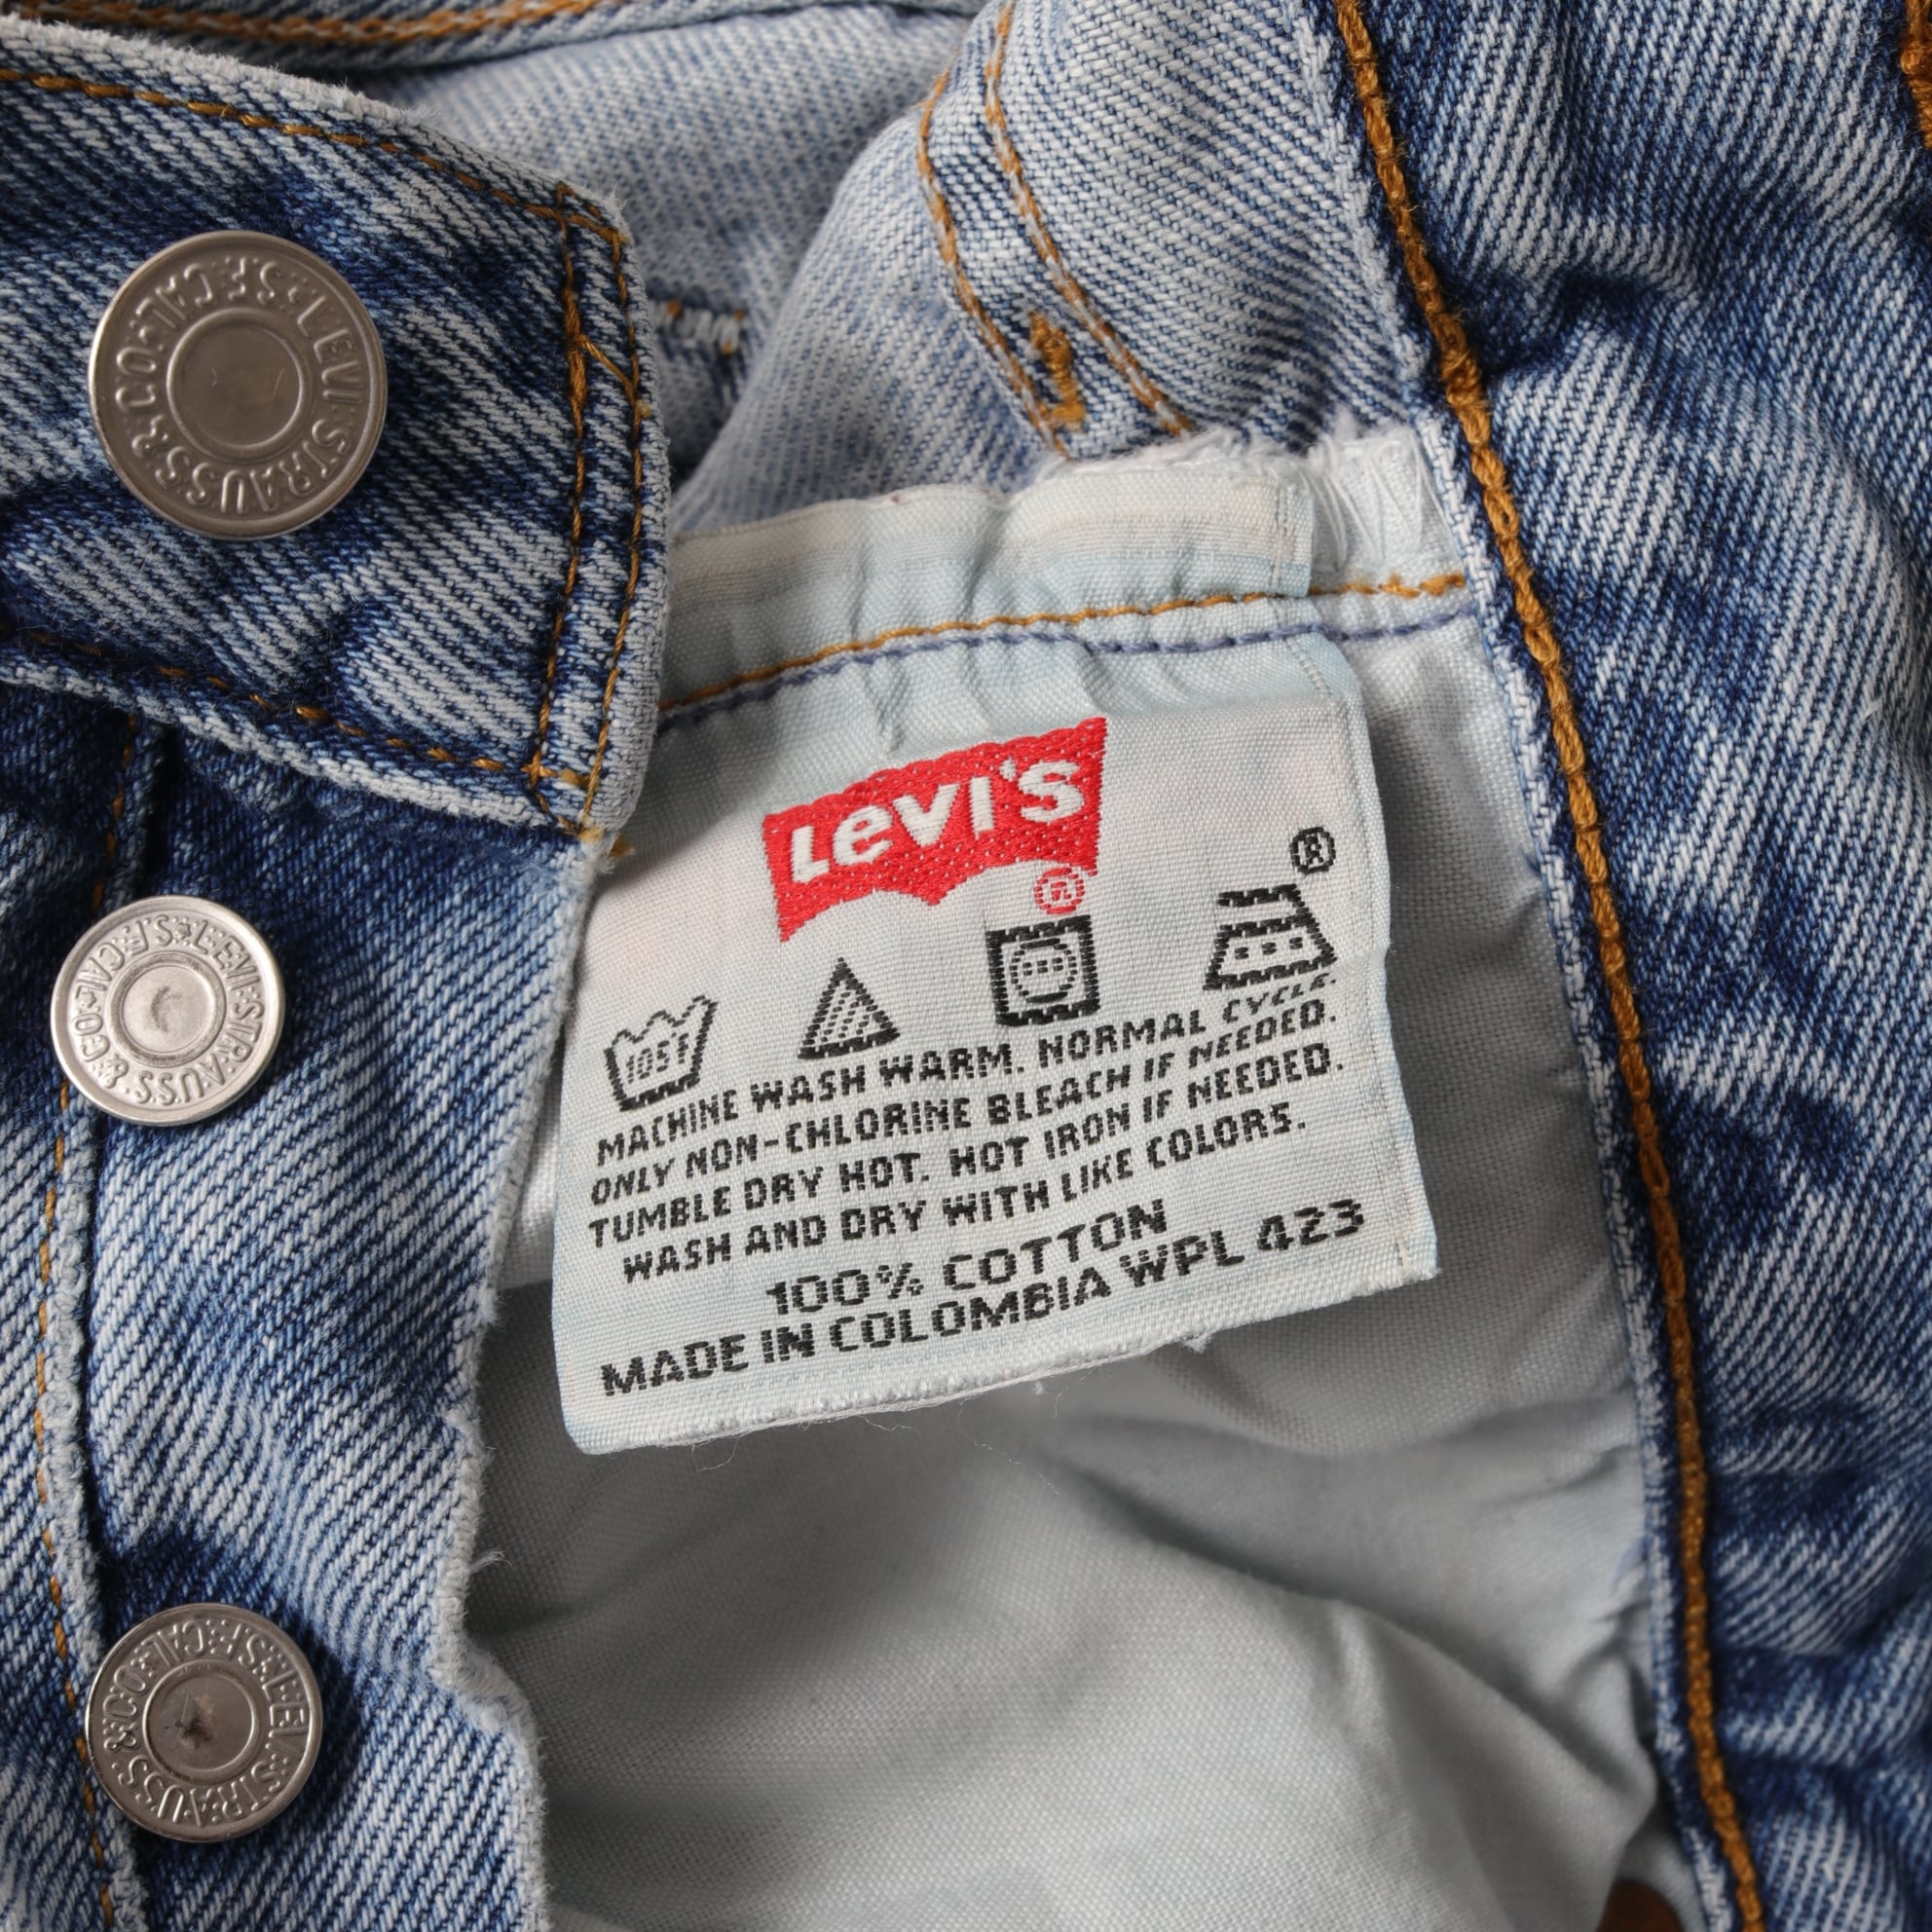 LEVI STRAUSS & CO. S.F. CAL.
LEVI'S
®
®
105°F
MACHINE WASH WARM. NORMAL CYCLE.
ONLY NON-CHLORINE BLEACH IF NEEDED.
TUMBLE DRY HOT. HOT IRON IF NEEDED.
WASH AND DRY WITH LIKE COLORS.
100% COTTON
MADE IN COLOMBIA WPL 423
LEVI STRAUSS & CO. S.F. CAL.
LEVI STRAUSS & CO. S.F. CAL.